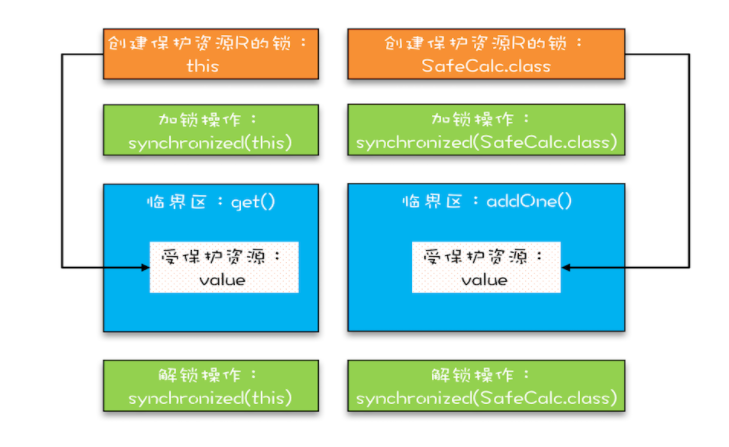 创建保护资源R的锁：
this
加锁操作：
synchronized(this)
临界区：get()
受保护资源：
value
解锁操作：
synchronized(this)
创建保护资源R的锁：
SafeCalc.class
加锁操作：
synchronized(SafeCalc.class)
临界区：addOne()
受保护资源：
value
解锁操作：
synchronized(SafeCalc.class)